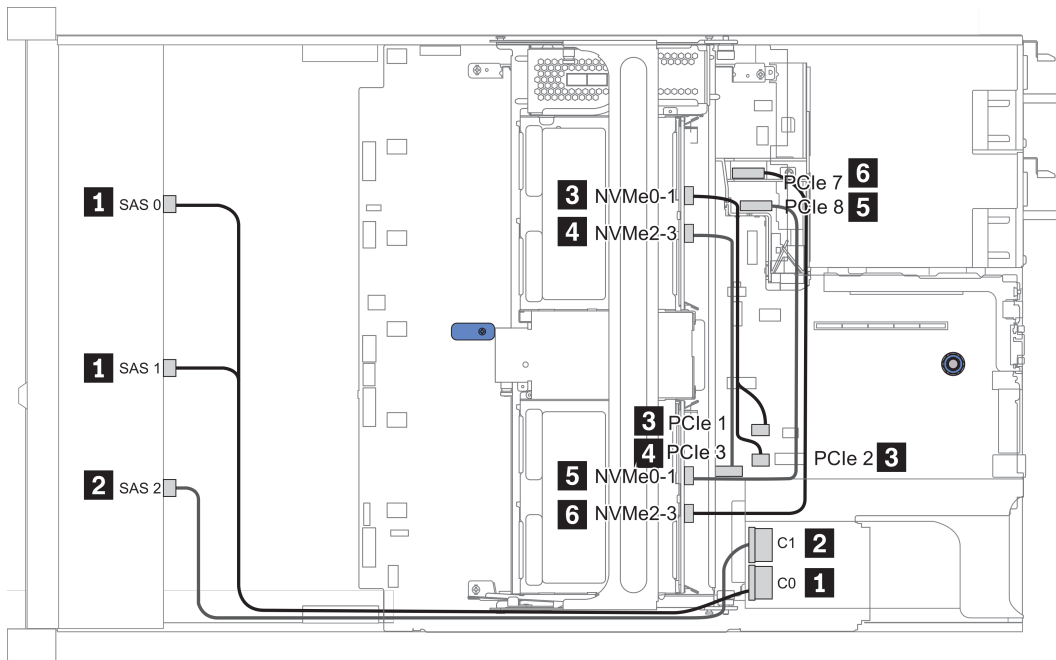 PCIe 7 6
3 NVMe0-1
1 SAS 0
PCIe 8 5
4 NVMe2-3
1 SAS 1
3 PCIe 1
4 PCIe 3
PCIe 2 3
5 NVMe0-1
2 SAS 2
6 NVMe2-3
C1 2
C0 1